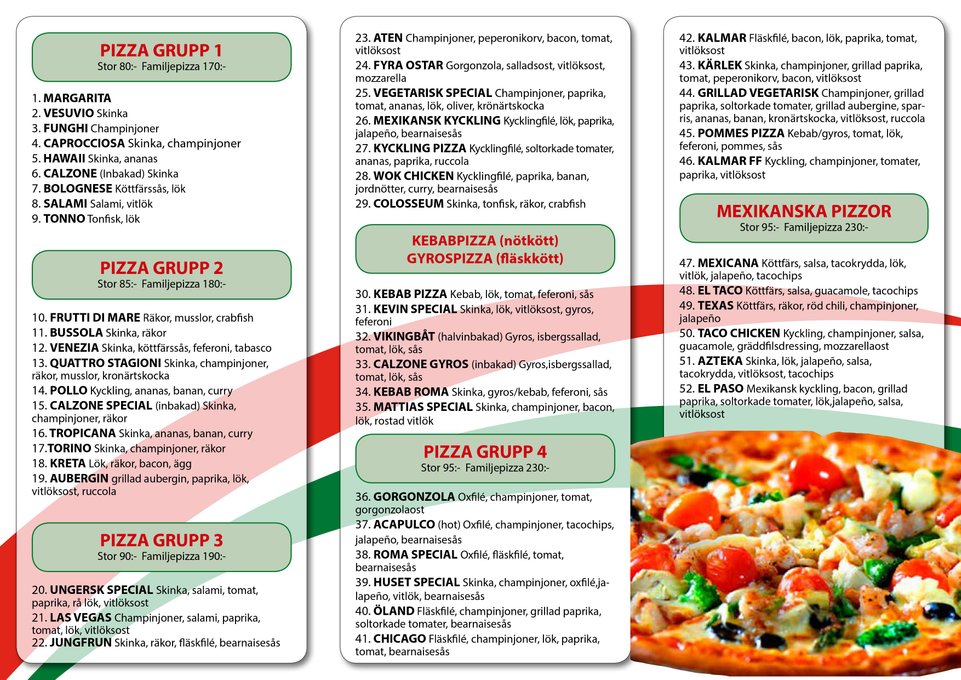 PIZZA GRUPP 1
Stor 80:- Familjepizza 170:-
1. MARGARITA
2. VESUVIO Skinka
3. FUNGHI Champinjoner
4. CAPROCCIOSA Skinka, champinjoner
5. HAWAII Skinka, ananas
6. CALZONE (Inbakad) Skinka
7. BOLOGNESE Köttfärssås, lök
8. SALAMI Salami, vitlök
9. TONNO Tonfisk, lök
PIZZA GRUPP 2
Stor 85:- Familjepizza 180:-
10. FRUTTI DI MARE Räkor, musslor, crabfish
11. BUSSOLA Skinka, räkor
12. VENEZIA Skinka, köttfärssås, feferoni, tabasco
13. QUATTRO STAGIONI Skinka, champinjoner,
räkor, musslor, kronärtskocka
14. POLLO Kyckling, ananas, banan, curry
15. CALZONE SPECIAL (inbakad) Skinka,
champinjoner, räkor
16. TROPICANA Skinka, ananas, banan, curry
17.TORINO Skinka, champinjoner, räkor
18. KRETA Lök, räkor, bacon, ägg
19. AUBERGIN grillad aubergin, paprika, lök,
vitlöksost, ruccola
PIZZA GRUPP 3
Stor 90:- Familjepizza 190:-
20. UNGERSK SPECIAL Skinka, salami, tomat,
paprika, rå lök, vitlöksost
21. LAS VEGAS Champinjoner, salami, paprika,
tomat, lök, vitlöksost
22. JUNGFRUN Skinka, räkor, fläskfilé, bearnaisesås
23. ATEN Champinjoner, peperonikorv, bacon, tomat,
vitlöksost
24. FYRA OSTAR Gorgonzola, salladsost, vitlöksost,
mozzarella
25. VEGETARISK SPECIAL Champinjoner, paprika,
tomat, ananas, lök, oliver, krönärtskocka
26. MEXIKANSK KYCKLING Kycklingfilé, lök, paprika,
jalapeño, bearnaisesås
27. KYCKLING PIZZA Kycklingfilé, soltorkade tomater,
ananas, paprika, ruccola
28. WOK CHICKEN Kycklingfilé, paprika, banan,
jordnötter, curry, bearnaisesås
29. COLOSSEUM Skinka, tonfisk, räkor, crabfish
KEBABPIZZA (nötkött)
GYROSPIZZA (fläskkött)
30. KEBAB PIZZA Kebab, lök, tomat, feferoni, sås
31. KEVIN SPECIAL Skinka, lök, vitlöksost, gyros,
feferoni
32. VIKINGBÅT (halvinbakad) Gyros, isbergssallad,
tomat, lök, sås
33. CALZONE GYROS (inbakad) Gyros,isbergssallad,
tomat, lök, sås
34. KEBAB ROMA Skinka, gyros/kebab, feferoni, sås
35. MATTIAS SPECIAL Skinka, champinjoner, bacon,
lök, rostad vitlök
PIZZA GRUPP 4
Stor 95:- Familjepizza 230:-
36. GORGONZOLA Oxfilé, champinjoner, tomat,
gorgonzolaost
37. ACAPULCO (hot) Oxfilé, champinjoner, tacochips,
jalapeño, bearnaisesås
38. ROMA SPECIAL Oxfilé, fläskfilé, tomat,
bearnaisesås
39. HUSET SPECIAL Skinka, champinjoner, oxfilé,ja-
lapeño, vitlök, bearnaisesås
40. ÖLAND Fläskfilé, champinjoner, grillad paprika,
soltorkade tomater, bearnaisesås
41. CHICAGO Fläskfilé, champinjoner, lök, paprika,
tomat, bearnaisesås
42. KALMAR Fläskfilé, bacon, lök, paprika, tomat,
vitlöksost
43. KÄRLEK Skinka, champinjoner, grillad paprika,
tomat, peperonikorv, bacon, vitlöksost
44. GRILLAD VEGETARISK Champinjoner, grillad
paprika, soltorkade tomater, grillad aubergine, spar-
ris, ananas, banan, kronärtskocka, vitlöksost, ruccola
45. POMMES PIZZA Kebab/gyros, tomat, lök,
feferoni, pommes, sås
46. KALMAR FF Kyckling, champinjoner, tomater,
paprika, vitlöksost
MEXIKANSKA PIZZOR
Stor 95:- Familjepizza 230:-
47. MEXICANA Köttfärs, salsa, tacokrydda, lök,
vitlök, jalapeño, tacochips
48. EL TACO Köttfärs, salsa, guacamole, tacochips
49. TEXAS Köttfärs, räkor, röd chili, champinjoner,
jalapeño
50. TACO CHICKEN Kyckling, champinjoner, salsa,
guacamole, gräddfilsdressing, mozzarellaost
51. AZTEKA Skinka, lök, jalapeño, salsa,
tacokrydda, vitlöksost, tacochips
52. EL PASO Mexikansk kyckling, bacon, grillad
paprika, soltorkade tomater, lök,jalapeño, salsa,
vitlöksost